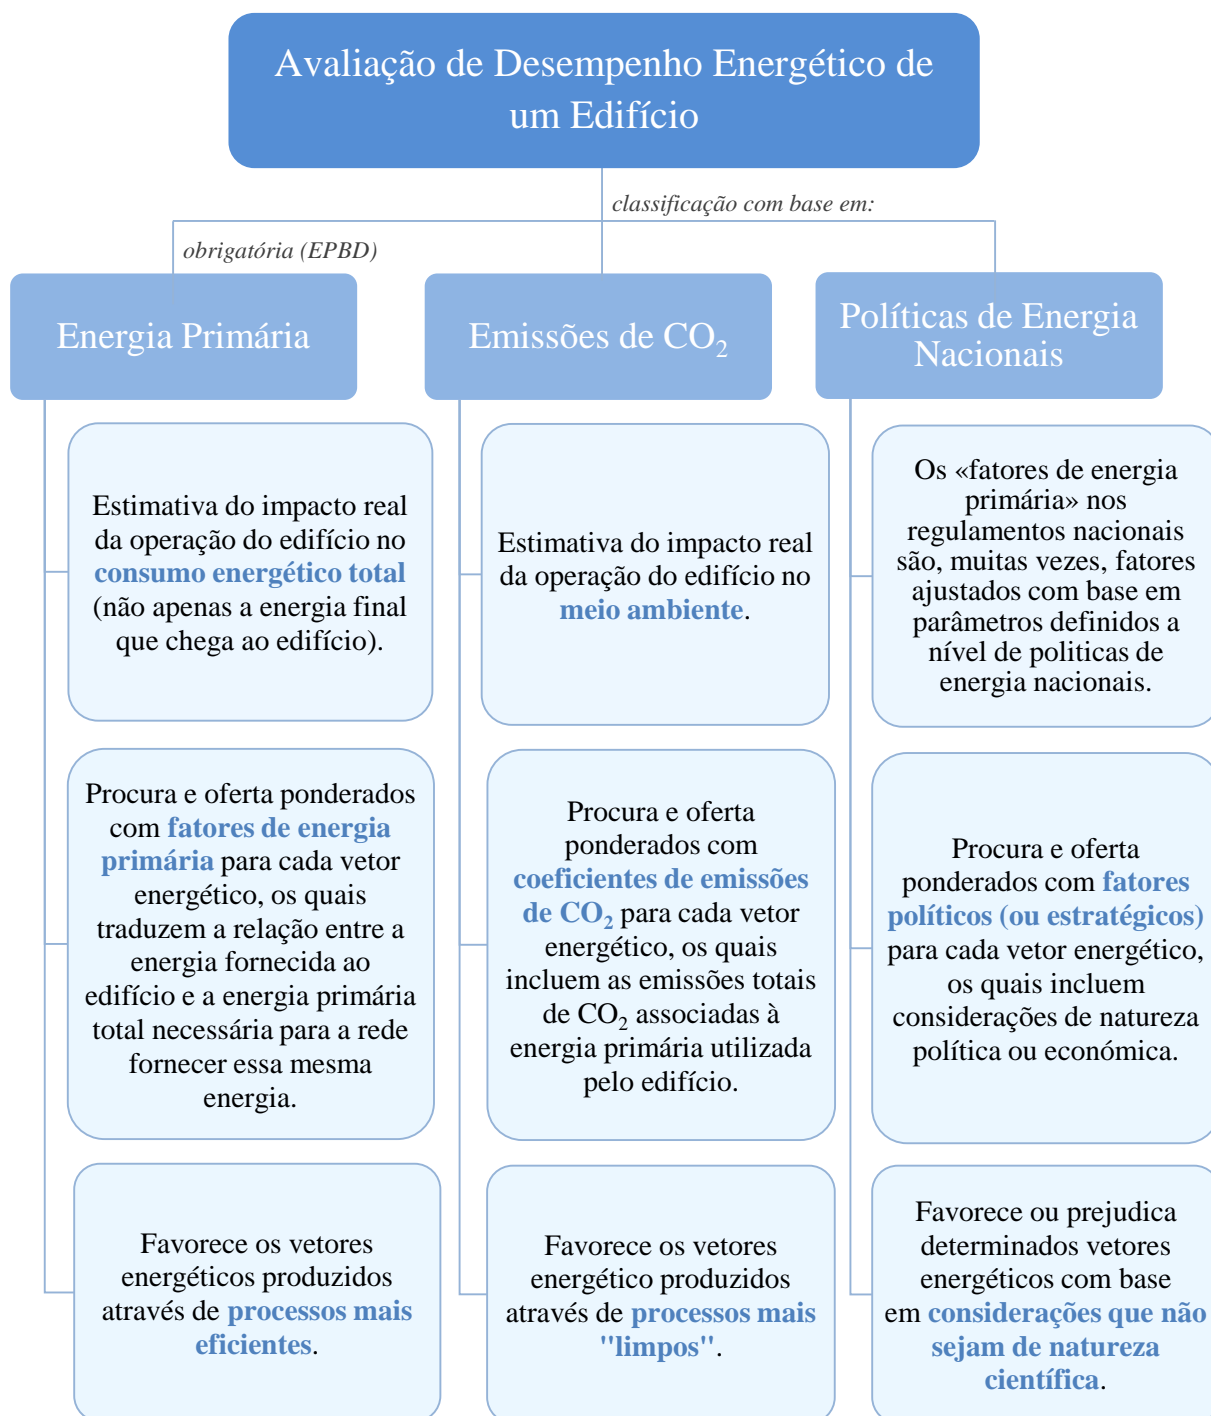 Avaliação de Desempenho Energético de
um Edifício
classificação com base em:
obrigatória (EPBD)
Energia Primária
Estimativa do impacto real
da operação do edifício no
consumo energético total
(não apenas a energia final
que chega ao edifício).
Procura e oferta ponderados
com fatores de energia
primária para cada vetor
energético, os quais
traduzem a relação entre a
energia fornecida ao
edifício e a energia primária
total necessária para a rede
fornecer essa mesma
energia.
Favorece os vetores
energéticos produzidos
através de processos mais
eficientes.
Emissões de CO₂
Estimativa do impacto real
da operação do edifício no
meio ambiente.
Procura e oferta
ponderados com
coeficientes de emissões
de CO₂ para cada vetor
energético, os quais
incluem as emissões totais
de CO₂ associadas à
energia primária utilizada
pelo edifício.
Favorece os vetores
energético produzidos
através de processos mais
"limpos".
Políticas de Energia
Nacionais
Os «fatores de energia
primária» nos
regulamentos nacionais
são, muitas vezes, fatores
ajustados com base em
parâmetros definidos a
nível de politicas de
energia nacionais.
Procura e oferta
ponderados com fatores
políticos (ou estratégicos)
para cada vetor energético,
os quais incluem
considerações de natureza
política ou económica.
Favorece ou prejudica
determinados vetores
energéticos com base
em considerações que não
sejam de natureza
científica.